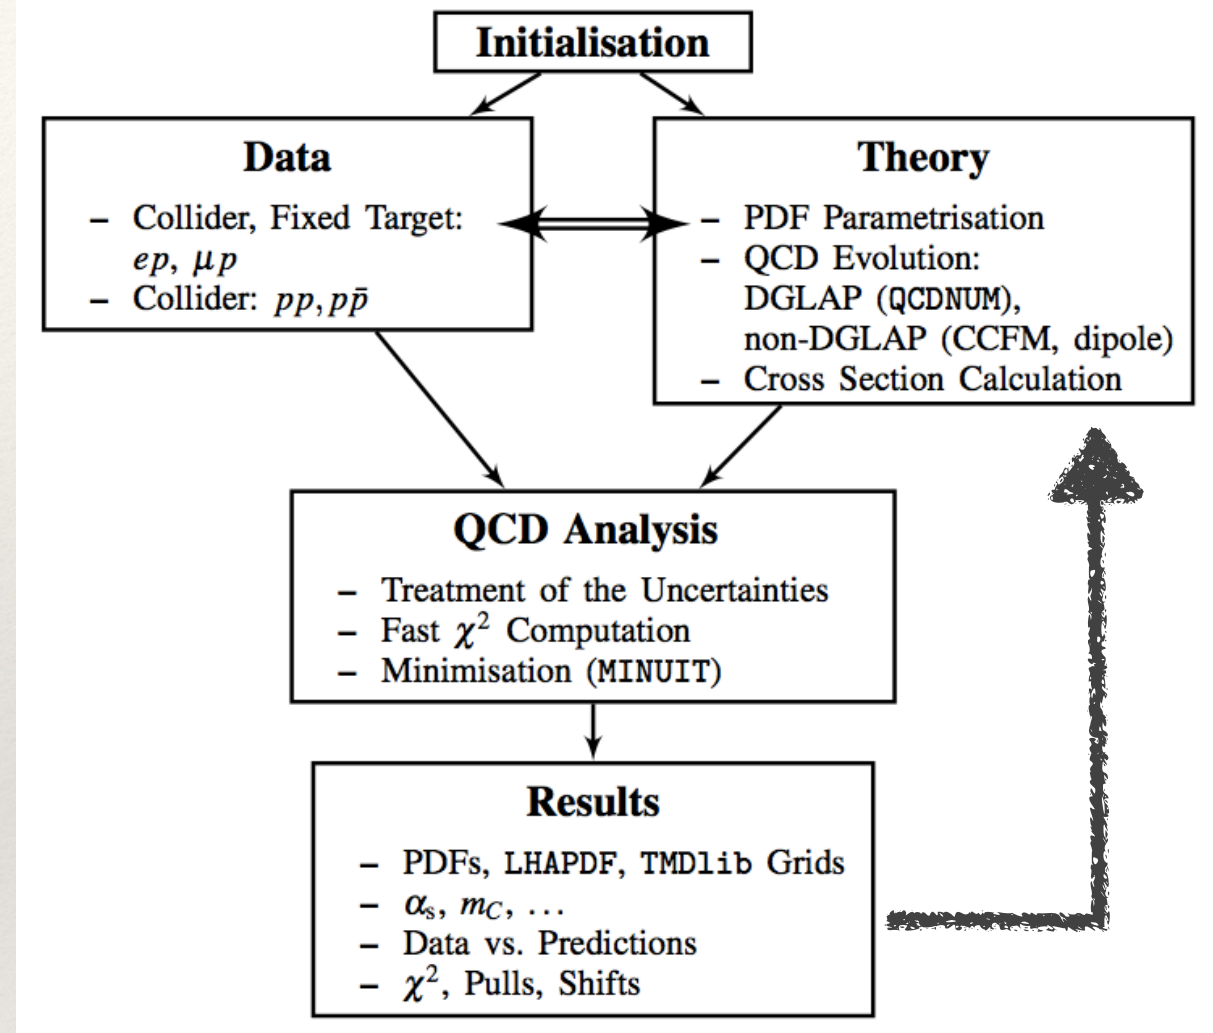 Initialisation
Data
– Collider, Fixed Target:
ep, μp
– Collider: pp, pp̄
Theory
– PDF Parametrisation
– QCD Evolution:
DGLAP (QCDNUM),
non-DGLAP (CCFM, dipole)
– Cross Section Calculation
QCD Analysis
– Treatment of the Uncertainties
– Fast χ² Computation
– Minimisation (MINUIT)
Results
– PDFs, LHAPDF, TMDlib Grids
– αs, mC, ...
– Data vs. Predictions
– χ², Pulls, Shifts